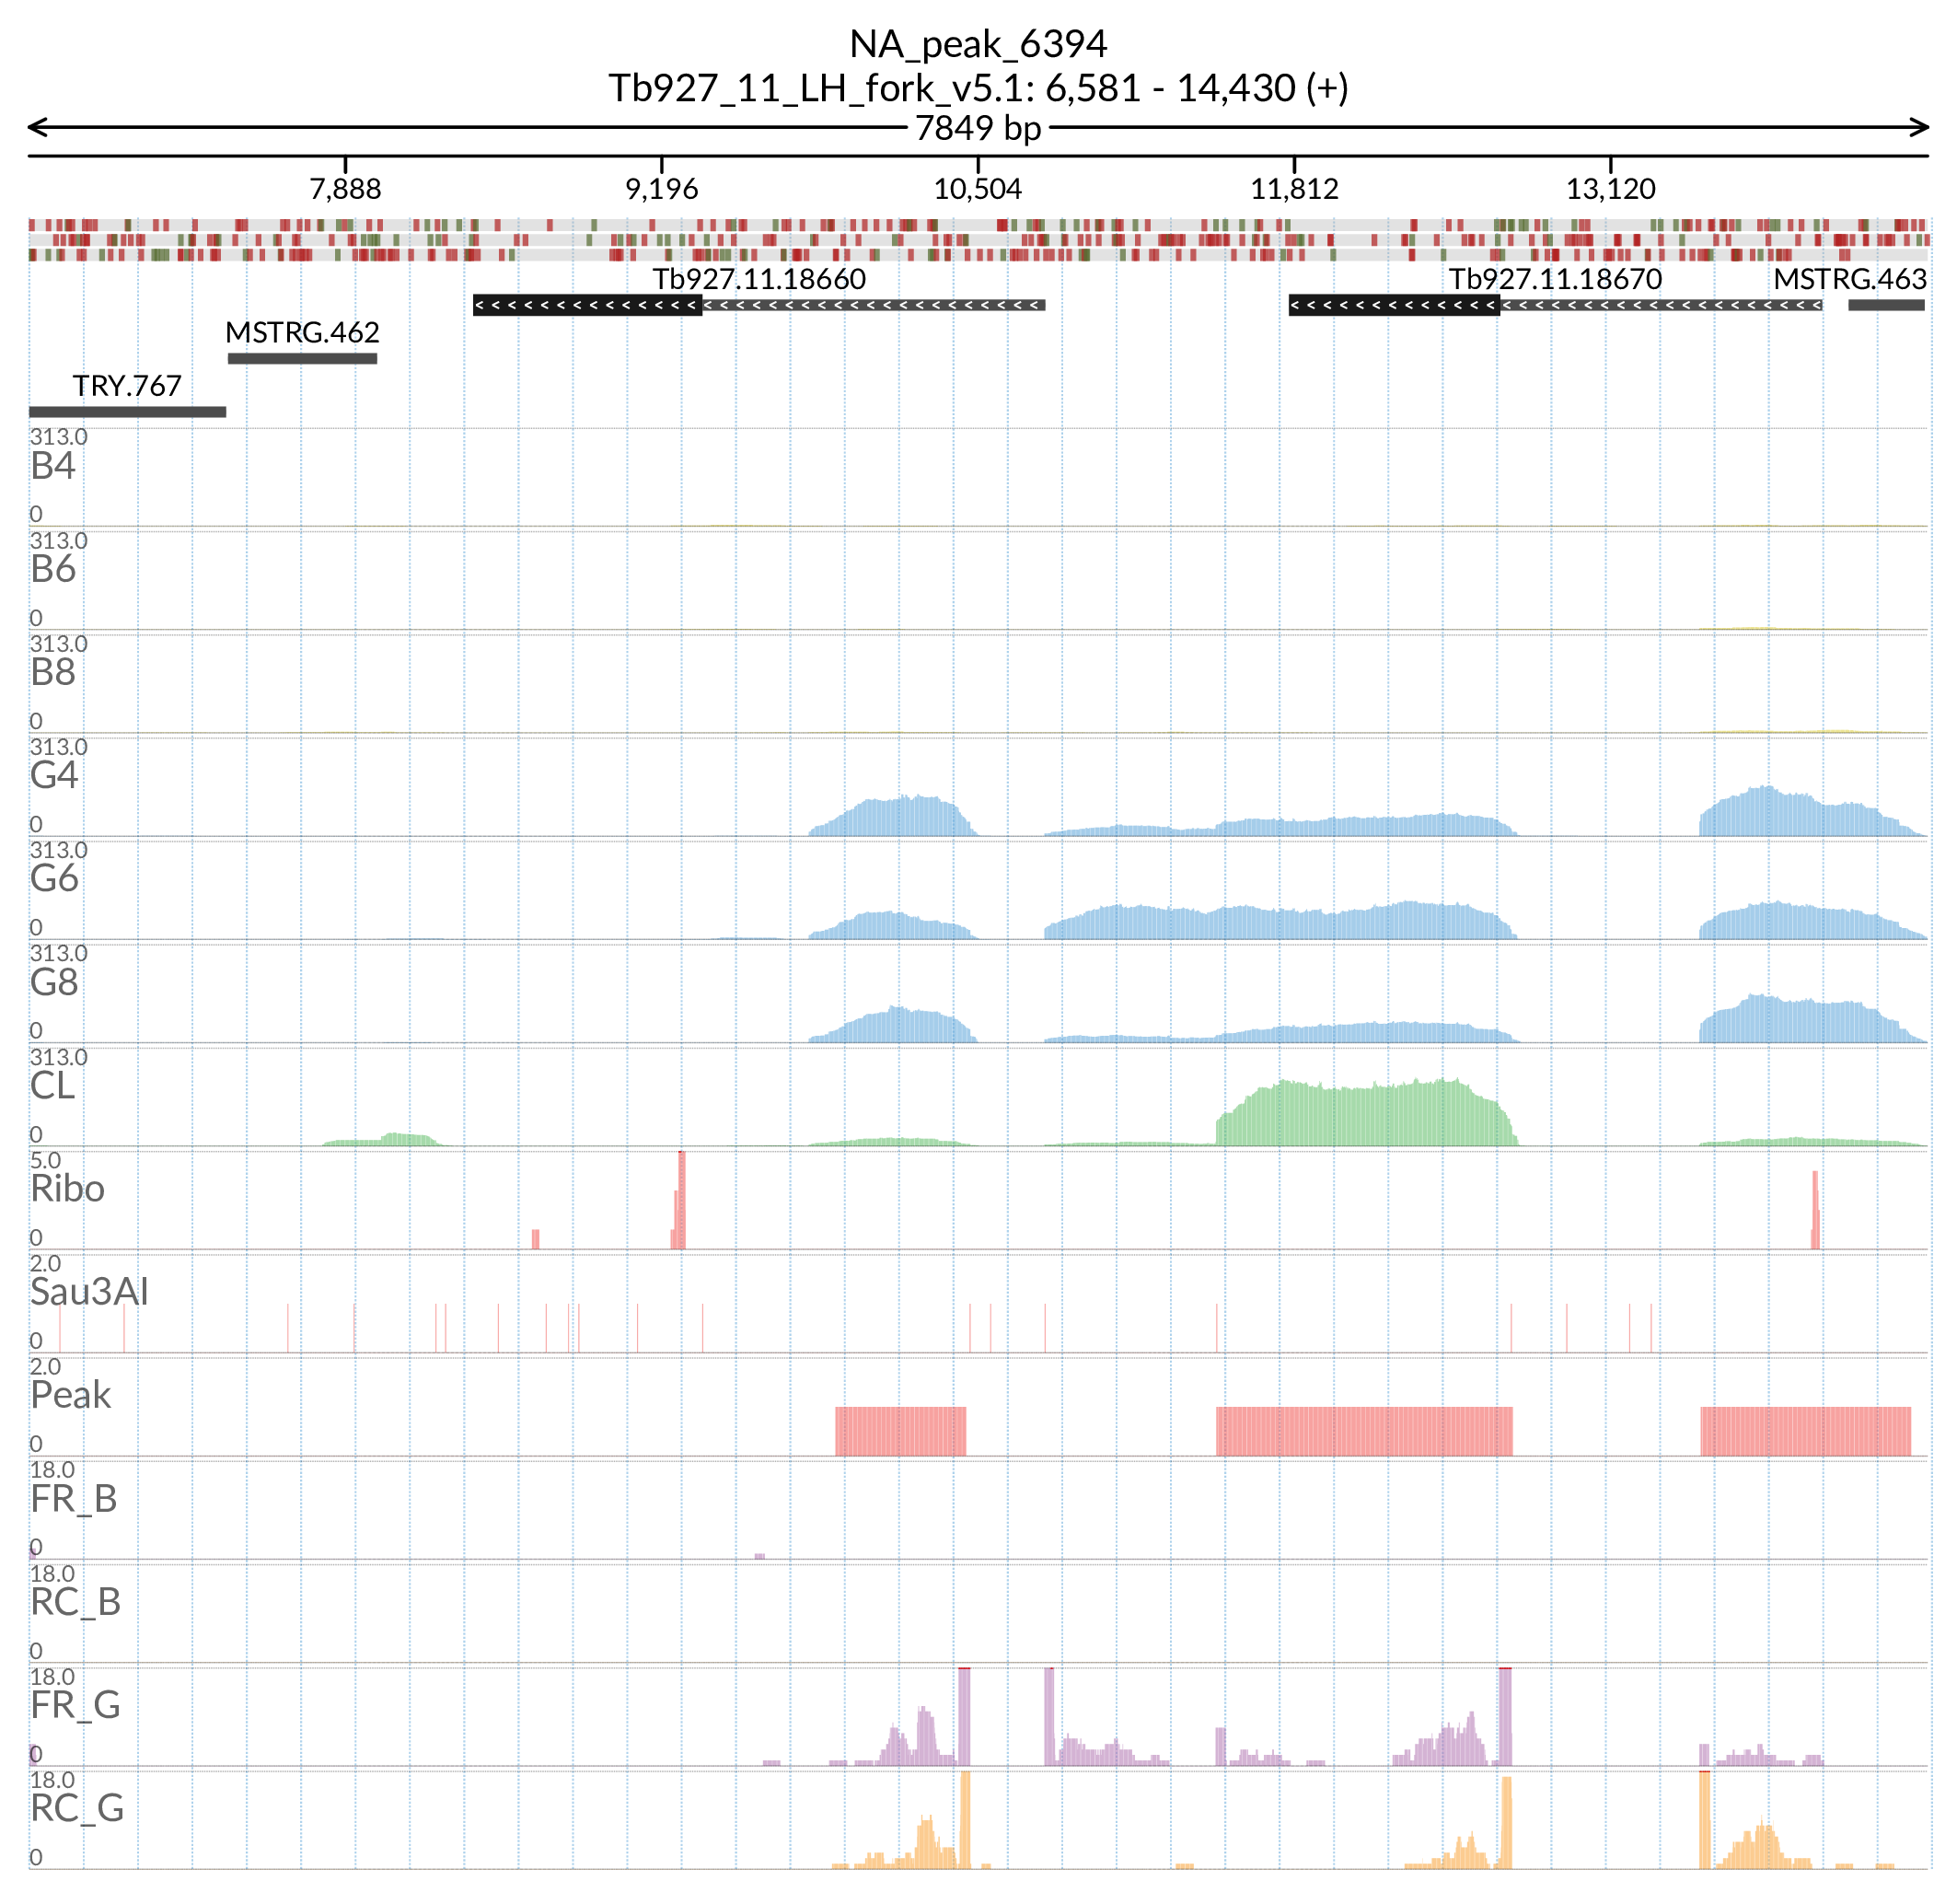 NA_peak_6394
Tb927_11_LH_fork_v5.1: 6,581 - 14,430 (+)
7849 bp
7,888 9,196 10,504 11,812 13,120
Tb927.11.18660 Tb927.11.18670 MSTRG.463
MSTRG.462
TRY.767
313.0
B4
0
313.0
B6
0
313.0
B8
0
313.0
G4
0
313.0
G6
0
313.0
G8
0
313.0
CL
0
5.0
Ribo
0
2.0
Sau3AI
0
2.0
Peak
0
18.0
FR_B
0
18.0
RC_B
0
18.0
FR_G
0
18.0
RC_G
0